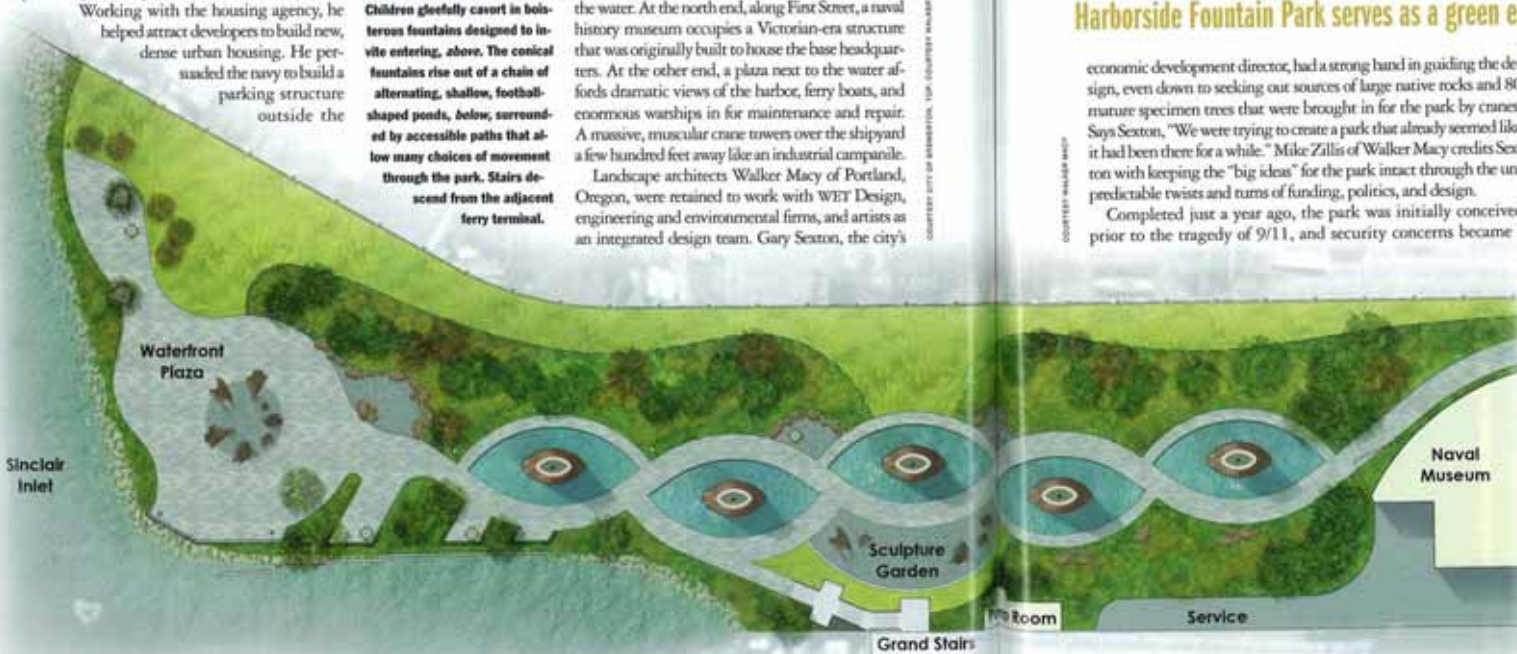 Working with the housing agency, he
helped attract developers to build new,
dense urban housing. He per-
suaded the navy to build a
parking structure
outside the
Children gleefully cavort in bois-
terous fountains designed to in-
vite entering, above. The conical
fountains rise out of a chain of
alternating, shallow, football-
shaped ponds, below, surround-
ed by accessible paths that al-
low many choices of movement
through the park. Stairs de-
scend from the adjacent
ferry terminal.
the water. At the north end, along First Street, a naval
history museum occupies a Victorian-era structure
that was originally built to house the base headquar-
ters. At the other end, a plaza next to the water af-
fords dramatic views of the harbor, ferry boats, and
enormous warships in for maintenance and repair.
A massive, muscular crane towers over the shipyard
a few hundred feet away like an industrial campanile.
Landscape architects Walker Macy of Portland,
Oregon, were retained to work with WET Design,
engineering and environmental firms, and artists as
an integrated design team. Gary Sexton, the city's
COURTESY CITY OF BREMERTON, TOP; COURTESY WALKER
COURTESY WALKER MACY
Harborside Fountain Park serves as a green e
economic development director, had a strong hand in guiding the de
sign, even down to seeking out sources of large native rocks and 80
mature specimen trees that were brought in for the park by cranes
Says Sexton, "We were trying to create a park that already seemed like
it had been there for a while." Mike Zillis of Walker Macy credits Sex
ton with keeping the "big ideas" for the park intact through the un
predictable twists and turns of funding, politics, and design.
Completed just a year ago, the park was initially conceived
prior to the tragedy of 9/11, and security concerns became
Waterfront
Plaza
Sinclair
Inlet
Sculpture
Garden
Naval
Museum
Room
Service
Grand Stairs